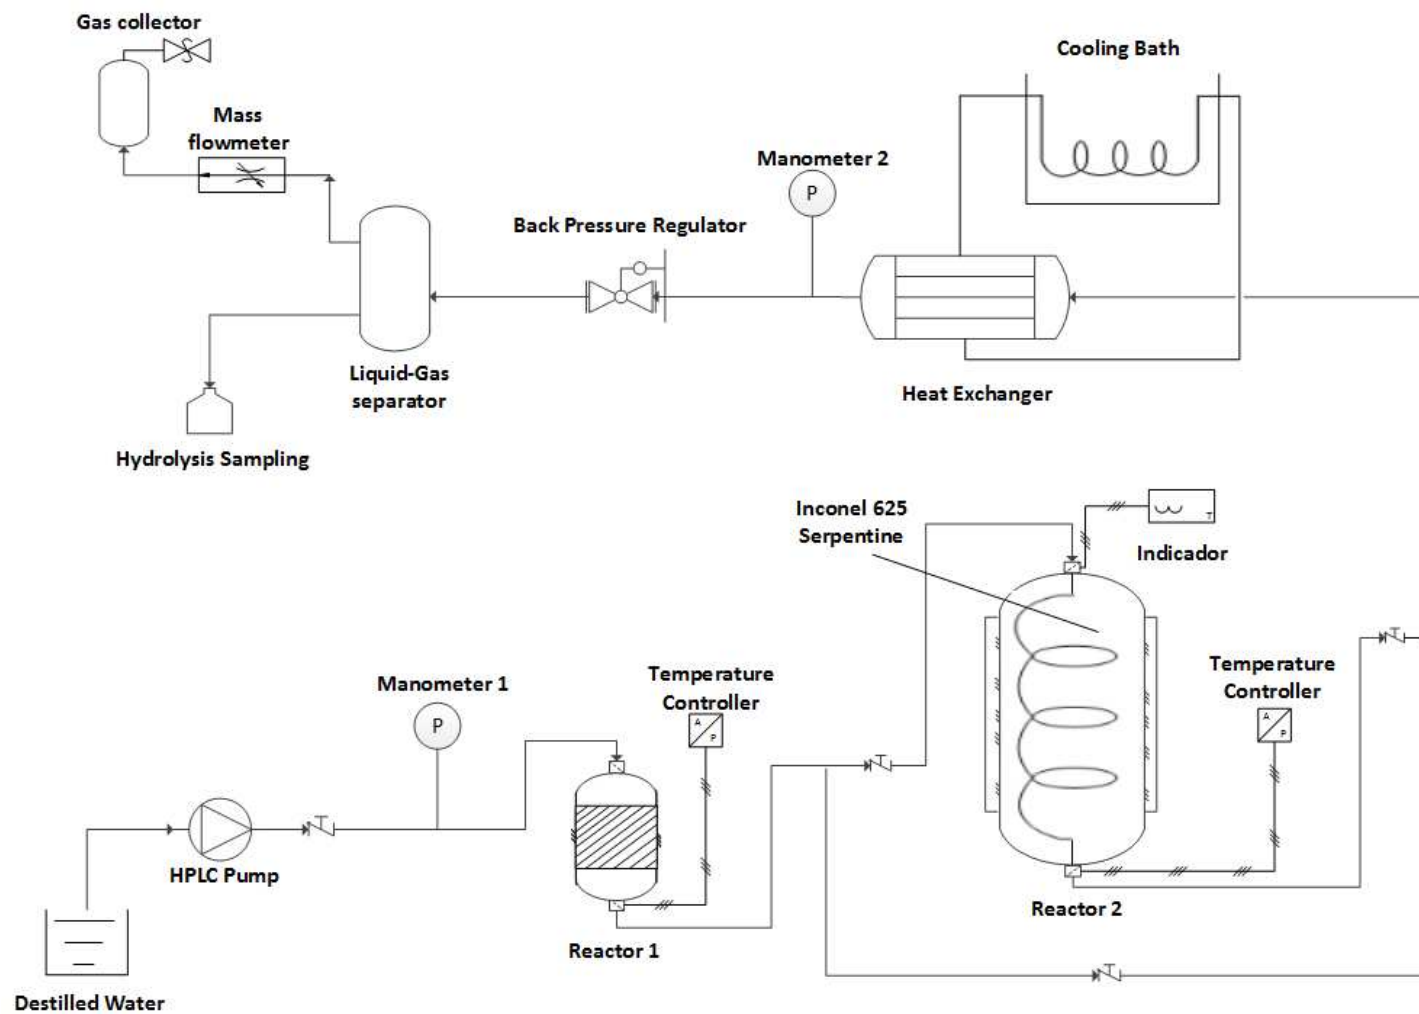 Gas collector
Cooling Bath
Mass
flowmeter
Manometer 2
P
Back Pressure Regulator
Liquid-Gas
separator
Heat Exchanger
Hydrolysis Sampling
Inconel 625
Serpentine
T
Indicador
Temperature
Controller
A
P
Manometer 1
P
Temperature
Controller
A
P
HPLC Pump
Reactor 1
Reactor 2
Destilled Water